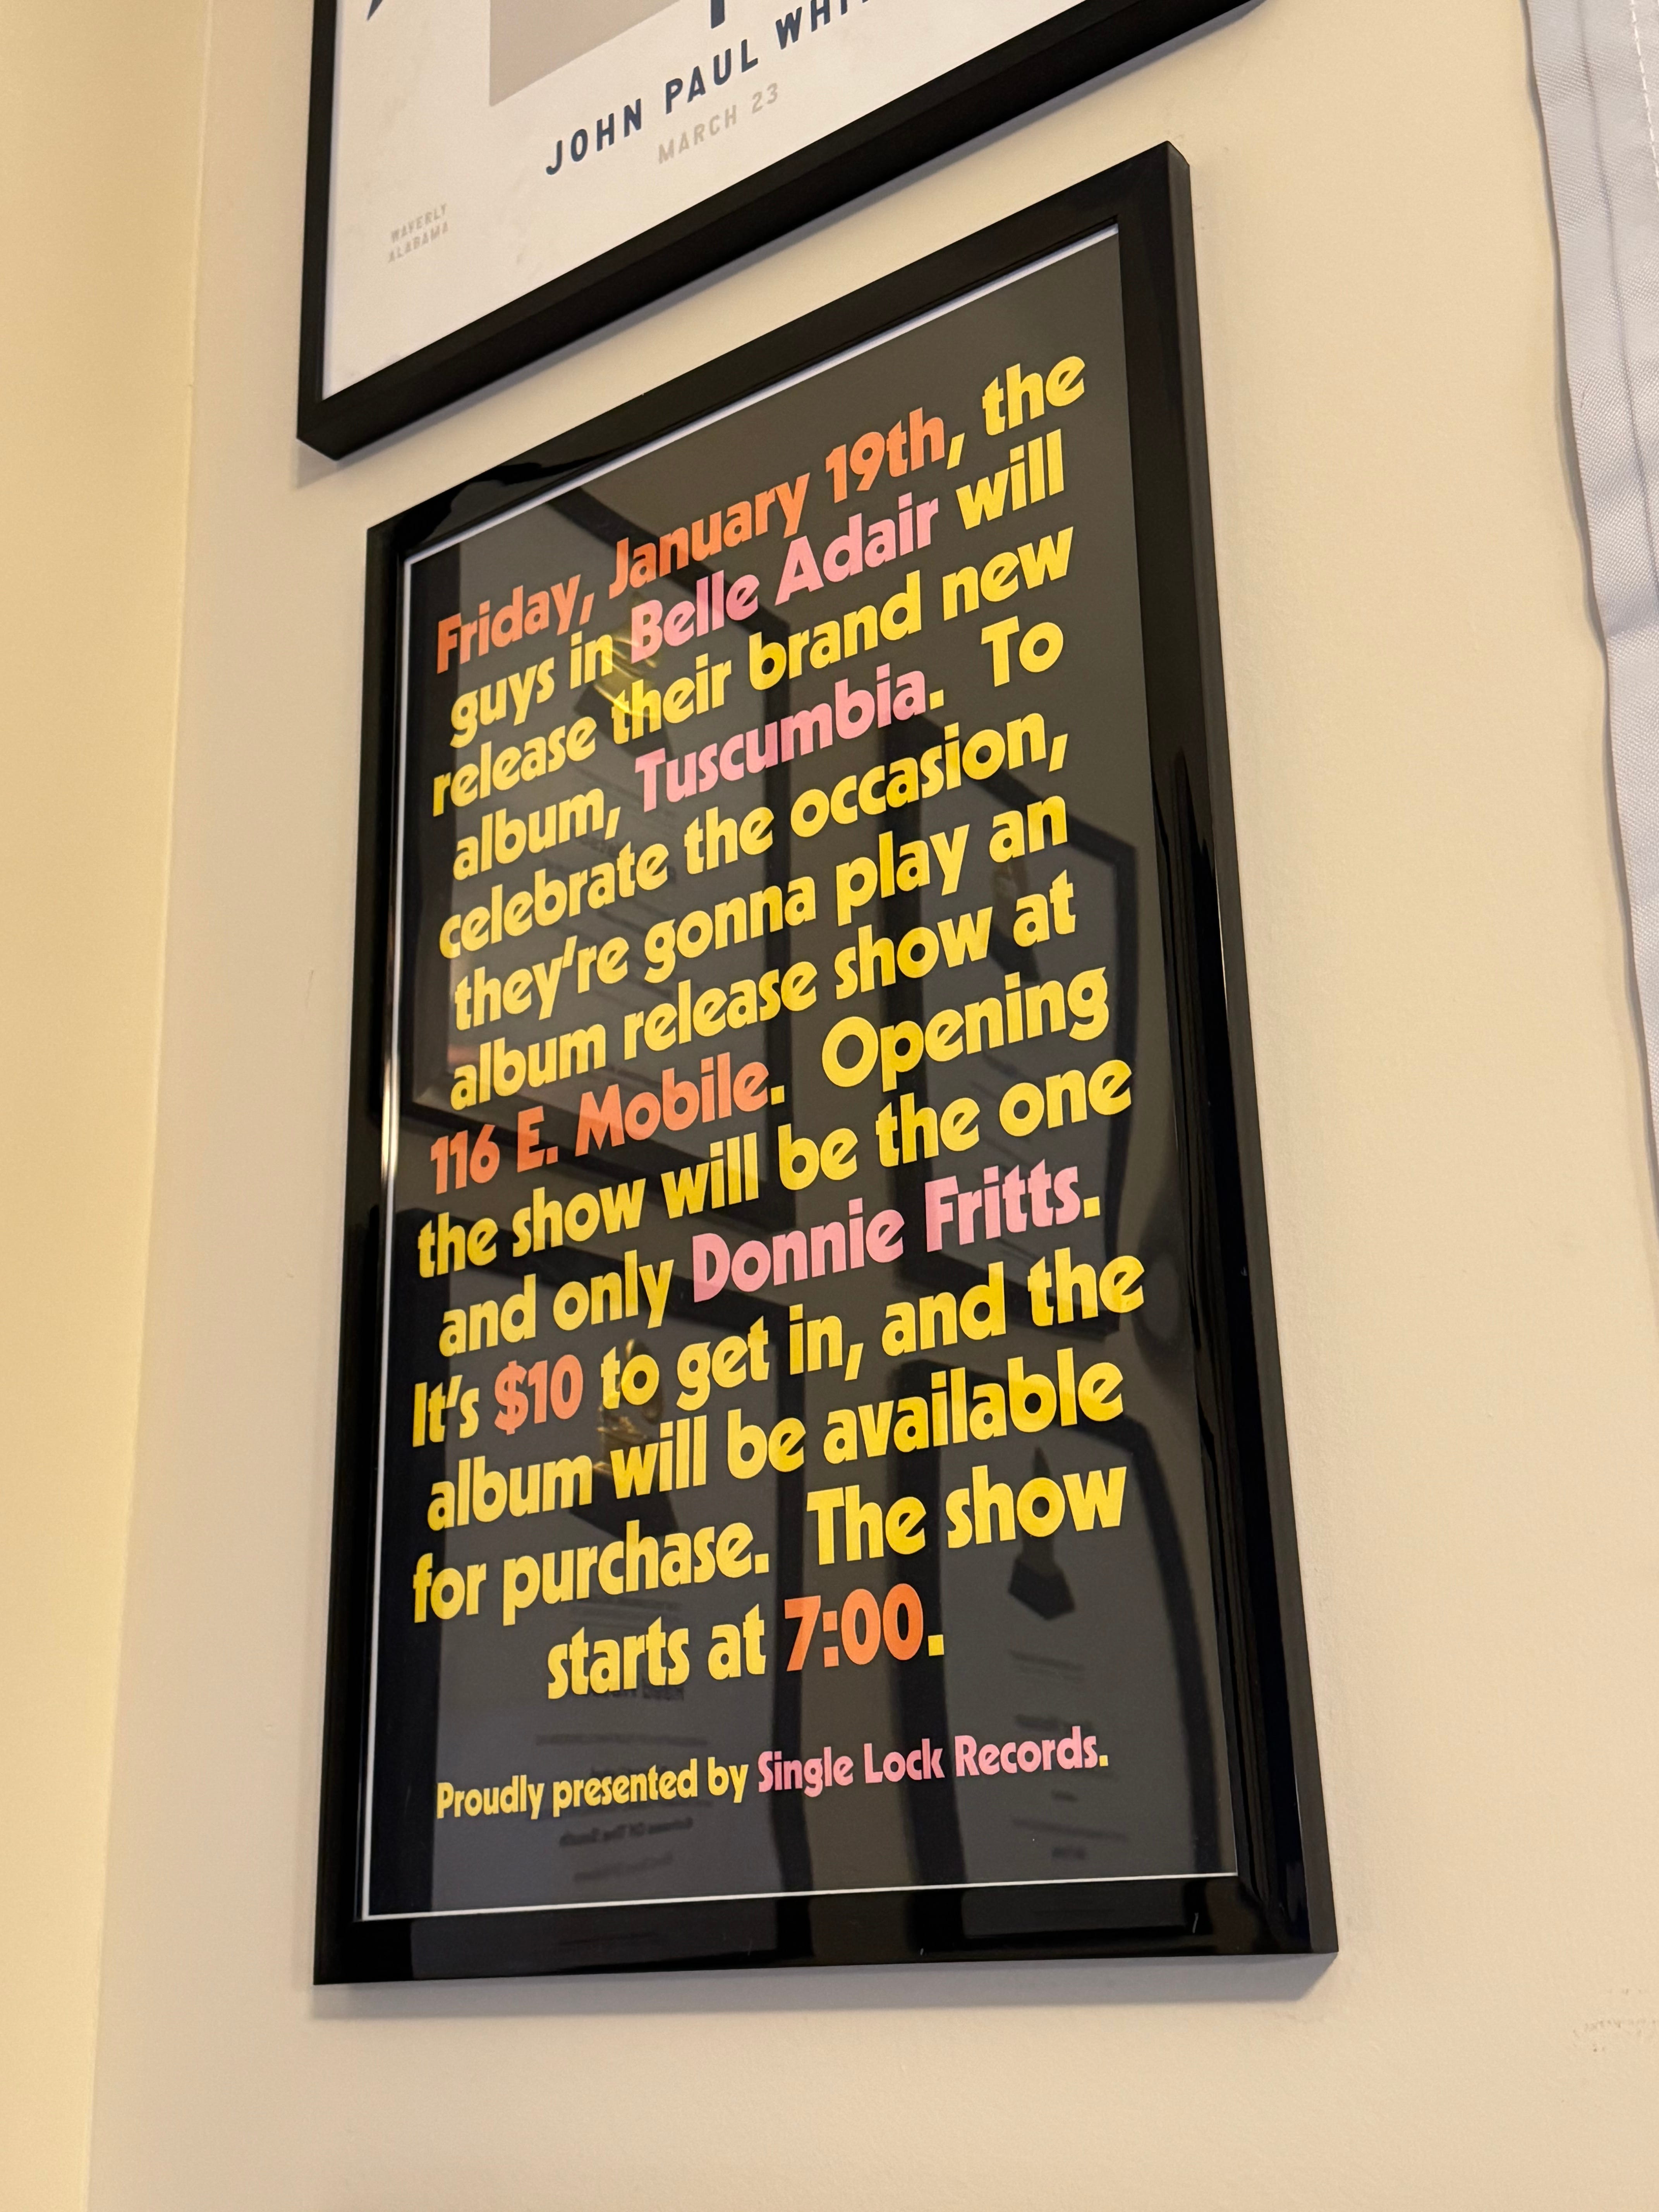 JOHN PAUL
MARCH 23
WAVERLY
ALABAMA
Friday, January 19th, the
guys in Belle Adair will
release their brand new
album, Tuscumbia. To
celebrate the occasion,
they're gonna play an
album release show at
116 E. Mobile. Opening
the show will be the one
and only Donnie Fritts.
It's $10 to get in, and the
album will be available
for purchase. The show
starts at 7:00.
Proudly presented by Single Lock Records.